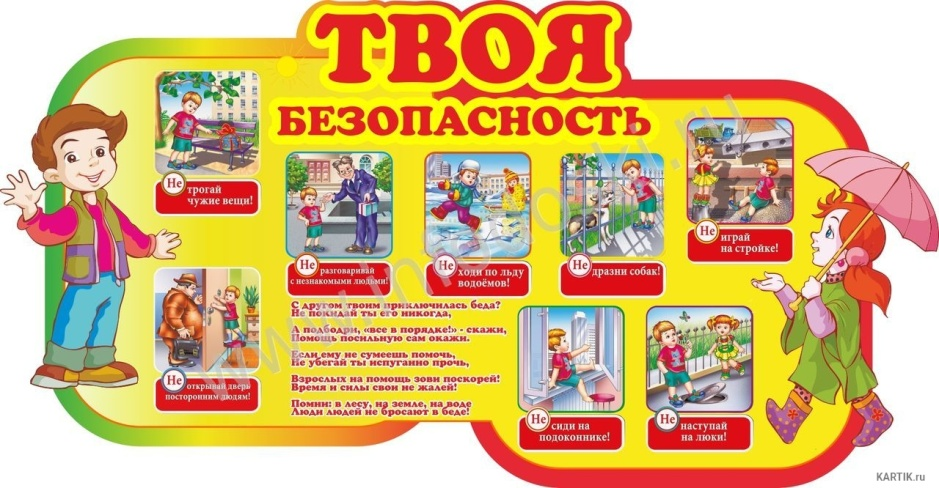 ТВОЯ
БЕЗОПАСНОСТЬ
Не трогай
чужие вещи!
Не разговаривай
с незнакомыми людьми!
Не ходи по льду
водоёмов!
Не дразни собак!
Не играй
на стройке!
Не открывай дверь
посторонним людям!
С другом твоим приключилась беда?
Не покидай ты его никогда,
А подбодри, «все в порядке!» - скажи,
Помощь посильную сам окажи.
Если ему не сумеешь помочь,
Не убегай ты испуганно прочь,
Взрослых на помощь зови поскорей!
Время и силы свои не жалей!
Помни: в лесу, на земле, на воде
Люди людей не бросают в беде!
Не сиди на
подоконнике!
Не наступай
на люки!
KARTIK.ru